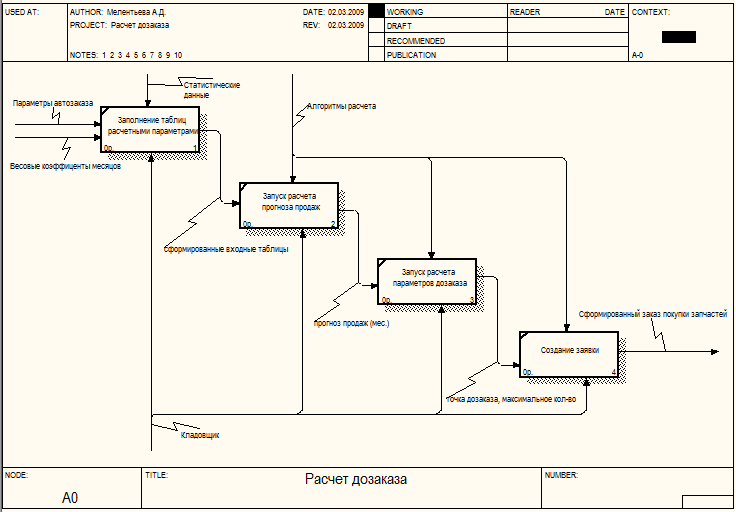 USED AT:
AUTHOR: Мелентьева А.Д.
DATE: 02.03.2009
WORKING
READER
DATE
CONTEXT:
PROJECT: Расчет дозаказа
REV: 02.03.2009
DRAFT
RECOMMENDED
NOTES: 1 2 3 4 5 6 7 8 9 10
PUBLICATION
A-0
Статистические
данные
Параметры автозаказа
Алгоритмы расчета
Заполнение таблиц
расчетными параметрами
0р.
1
Весовые коэффициенты месяцов
Запуск расчета
прогноза продаж
0р.
2
Сформированные входные таблицы
Запуск расчета
параметров дозаказа
0р.
3
Сформированный заказ покупки запчастей
прогноз продаж (мес.)
Создание заявки
0р.
4
Точка дозаказа, максимальное кол-во
Кладовщик
NODE:
TITLE:
NUMBER:
Расчет дозаказа
A0